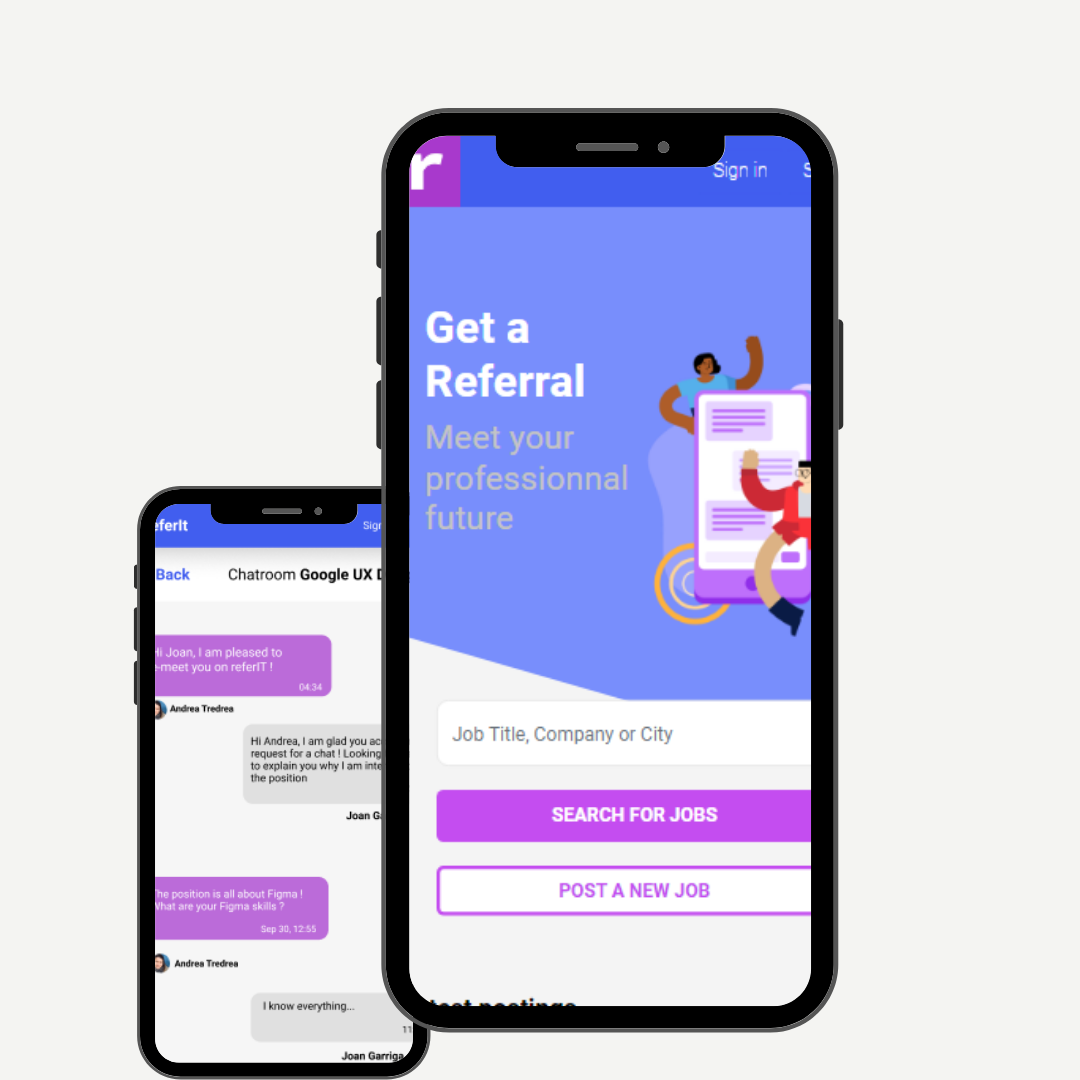 r
Sign in
S
Get a
Referral
Meet your
professionnal
future
Job Title, Company or City
SEARCH FOR JOBS
POST A NEW JOB
test postings
eferIt
Sign
Back
Chatroom Google UX D
Hi Joan, I am pleased to
e-meet you on referIT !
04:34
Andrea Tredrea
Hi Andrea, I am glad you ac
request for a chat ! Looking
to explain you why I am inte
the position
Joan Ga
The position is all about Figma !
What are your Figma skills ?
Sep 30, 12:55
Andrea Tredrea
I know everything...
11
Joan Garriga